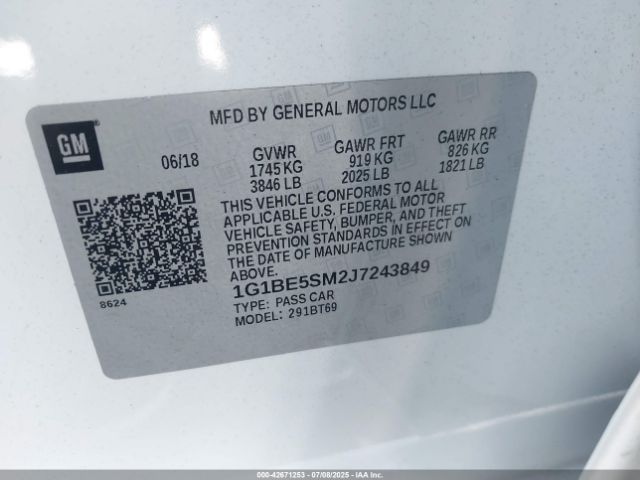 MFD BY GENERAL MOTORS LLC
GM
06/18
GVWR
1745 KG
3846 LB
GAWR FRT
919 KG
2025 LB
GAWR RR
826 KG
1821 LB
THIS VEHICLE CONFORMS TO ALL
APPLICABLE U.S. FEDERAL MOTOR
VEHICLE SAFETY, BUMPER, AND THEFT
PREVENTION STANDARDS IN EFFECT ON
THE DATE OF MANUFACTURE SHOWN
ABOVE.
8624
1G1BE5SM2J7243849
TYPE: PASS CAR
MODEL: 291BT69
000-42671253 - 07/08/2025 - IAA Inc.